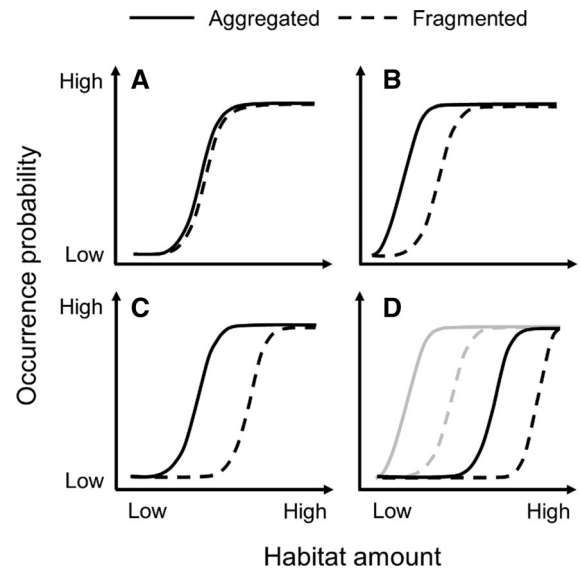 Aggregated Fragmented
High A B
Low
High C D
Low
Low High Low High
Occurrence probability
Habitat amount